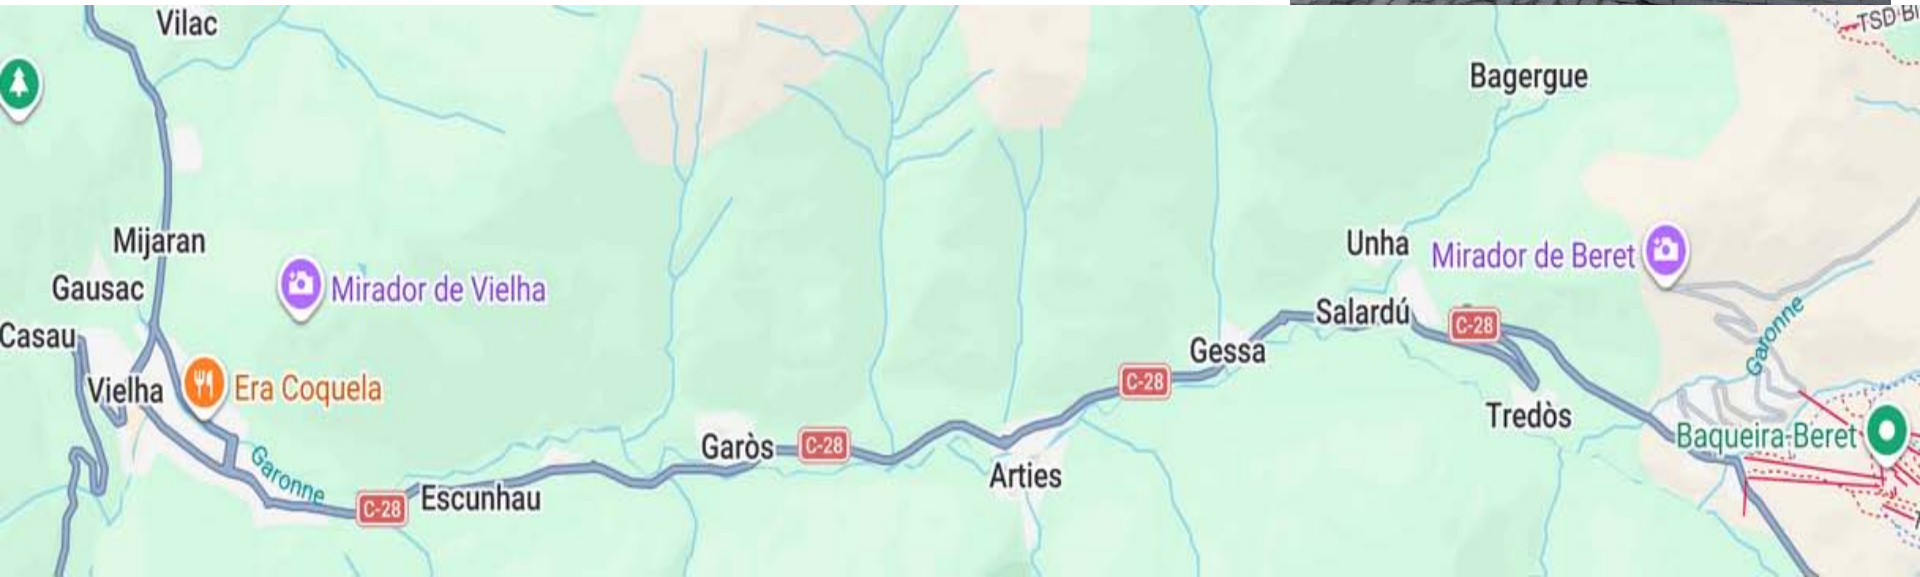 Vilac
TSD
Bagergue
Mijaran
Unha
Mirador de Beret
Gausac
Mirador de Vielha
Casau
Salardú
C-28
Garonne
Gessa
Vielha
Era Coquela
C-28
Tredòs
Baqueira-Beret
Garòs
C-28
Arties
Garonne
C-28
Escunhau